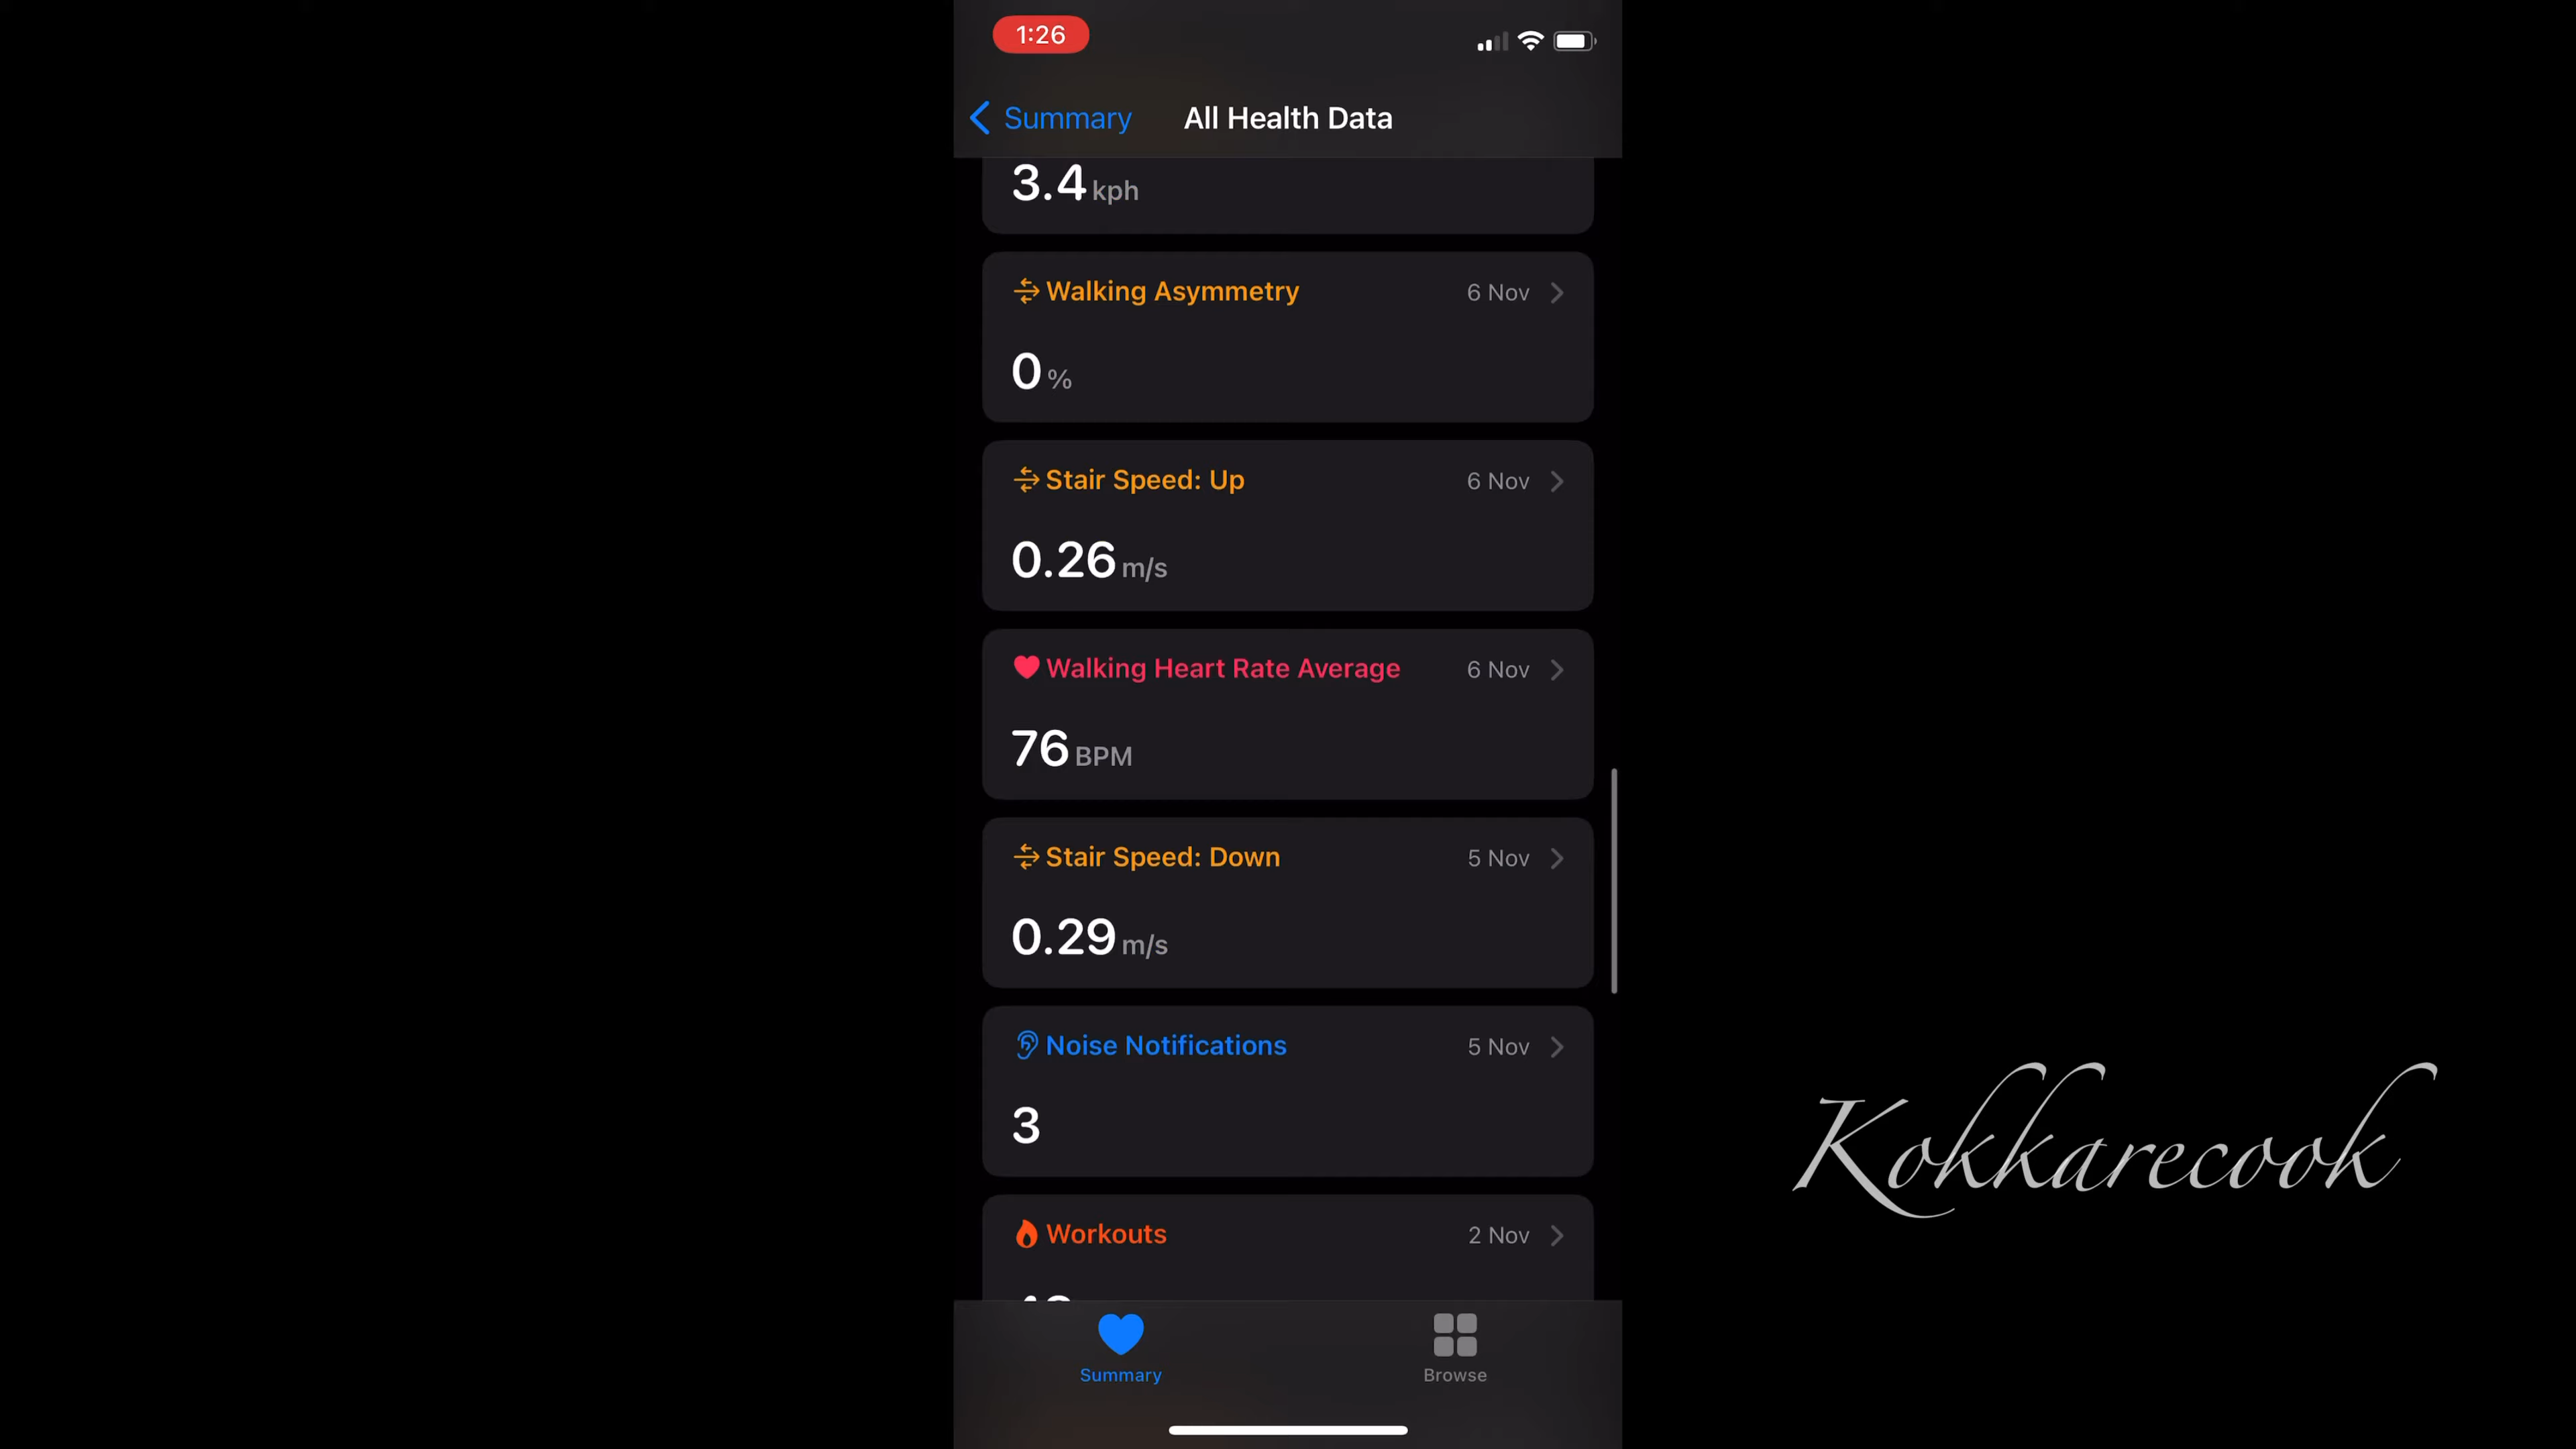 1:26
Summary All Health Data
3.4 kph
Walking Asymmetry 6 Nov
0 %
Stair Speed: Up 6 Nov
0.26 m/s
Walking Heart Rate Average 6 Nov
76 BPM
Stair Speed: Down 5 Nov
0.29 m/s
Noise Notifications 5 Nov
3
Workouts 2 Nov
Summary Browse
Kokkarecook